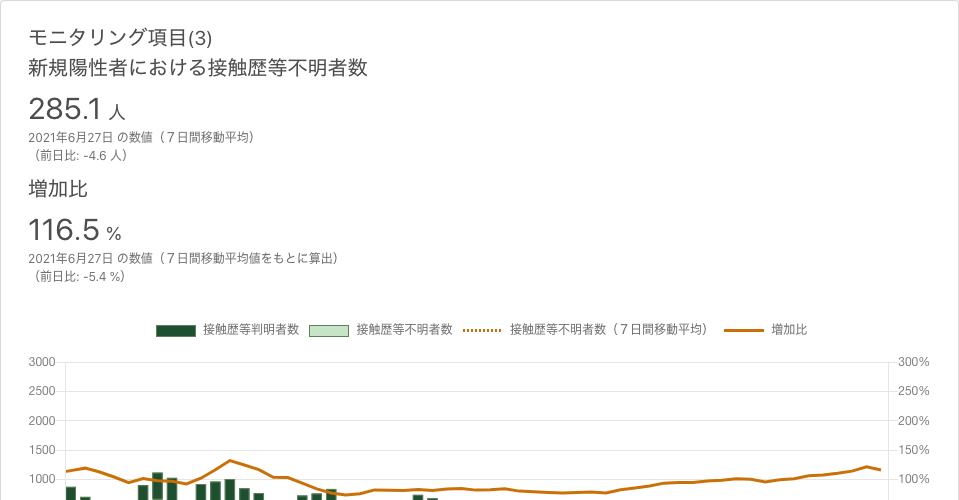 モニタリング項目(3)
新規陽性者における接触歴等不明者数
285.1 人
2021年6月27日 の数値（７日間移動平均）
（前日比: -4.6 人）
増加比
116.5 %
2021年6月27日 の数値（７日間移動平均値をもとに算出）
（前日比: -5.4 %）
接触歴等判明者数 接触歴等不明者数 接触歴等不明者数（７日間移動平均） 増加比
3000 300%
2500 250%
2000 200%
1500 150%
1000 100%